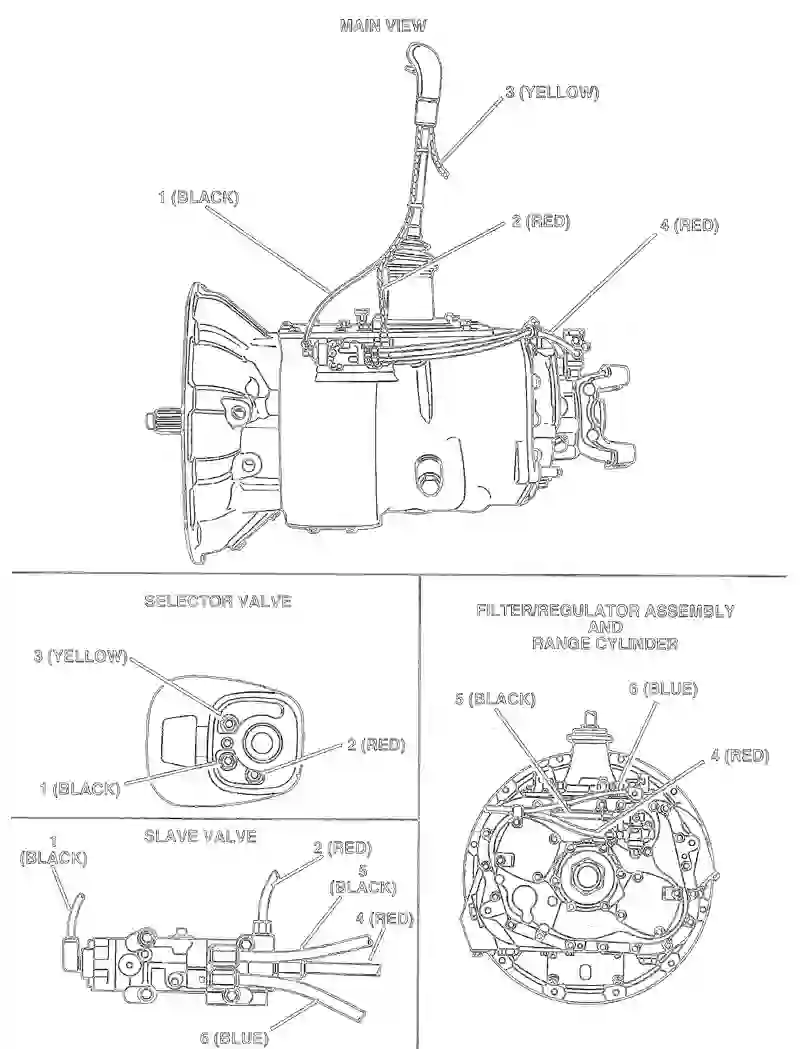 MAIN VIEW
3 (YELLOW)
1 (BLACK)
2 (RED)
4 (RED)
SELECTOR VALVE
3 (YELLOW)
2 (RED)
1 (BLACK)
FILTER/REGULATOR ASSEMBLY
AND
RANGE CYLINDER
6 (BLUE)
5 (BLACK)
4 (RED)
SLAVE VALVE
1
(BLACK)
2 (RED)
5
(BLACK)
4 (RED)
6 (BLUE)